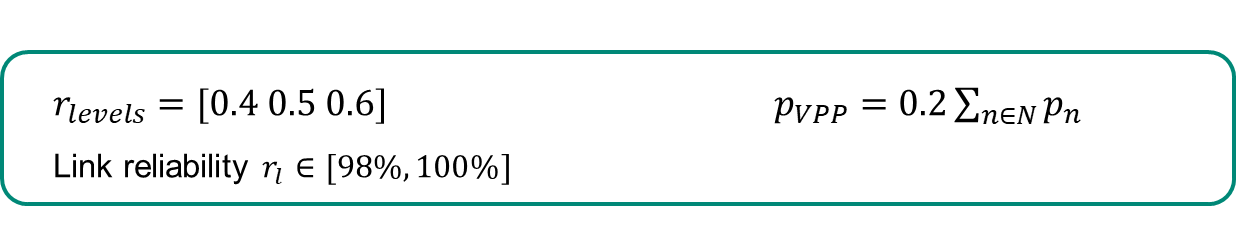 r_levels = [0.4 0.5 0.6]
p_VPP = 0.2 ∑_{n∈N} p_n
Link reliability r_l ∈ [98%, 100%]